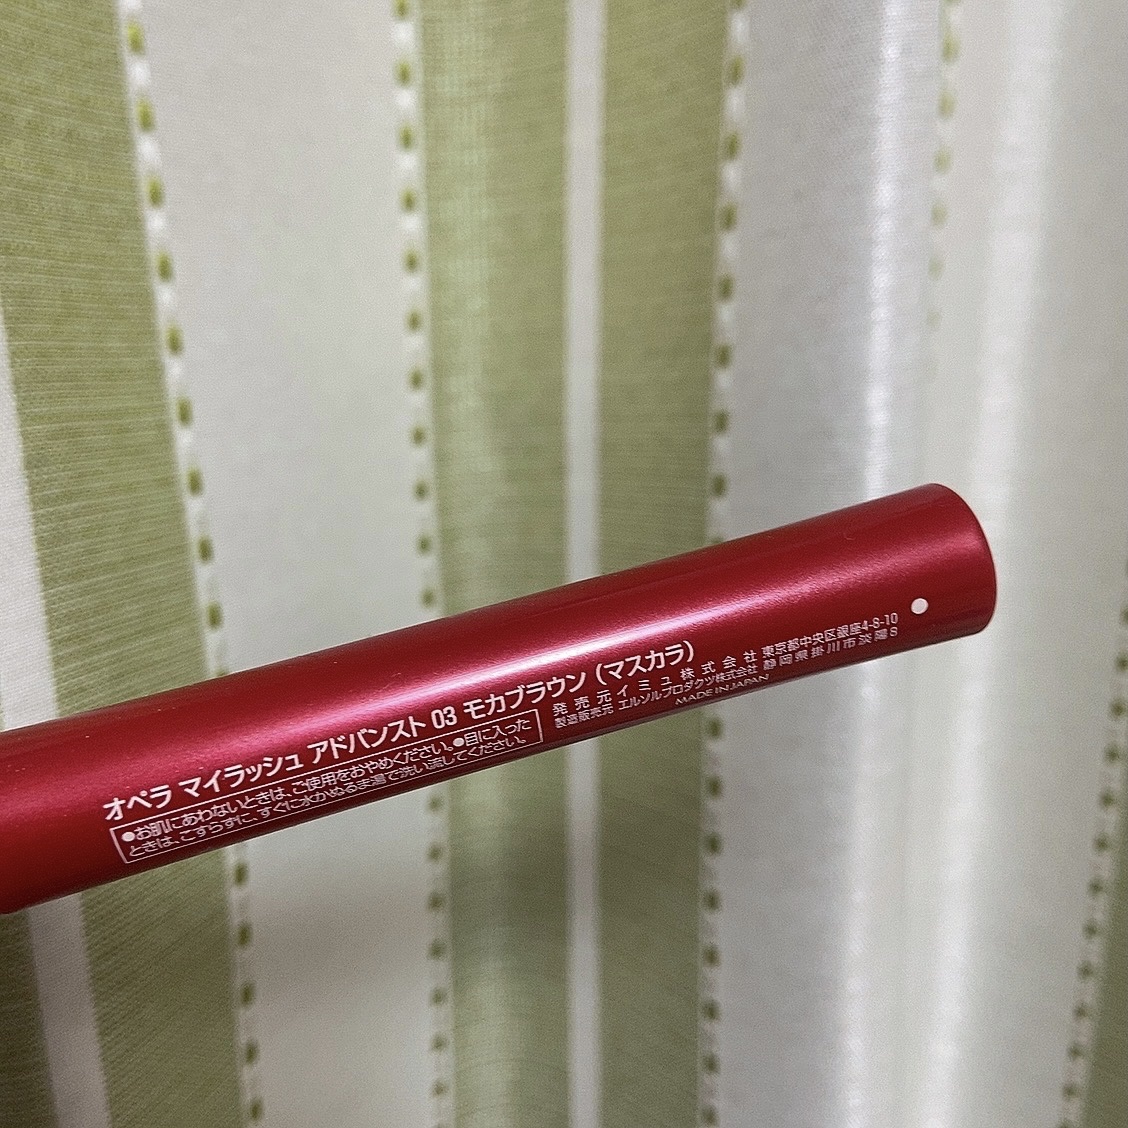 オペラ マイラッシュ アドバンスト 03 モカブラウン (マスカラ)
●お肌にあわないときは、ご使用をおやめください。●目に入った
ときは、こすらずに、すぐに水かぬるま湯で洗い流してください。
発売元 イミュ株式会社 東京都中央区銀座4-8-10
製造販売元 エルソルプロダクツ株式会社 静岡県掛川市淡陽8
MADE IN JAPAN